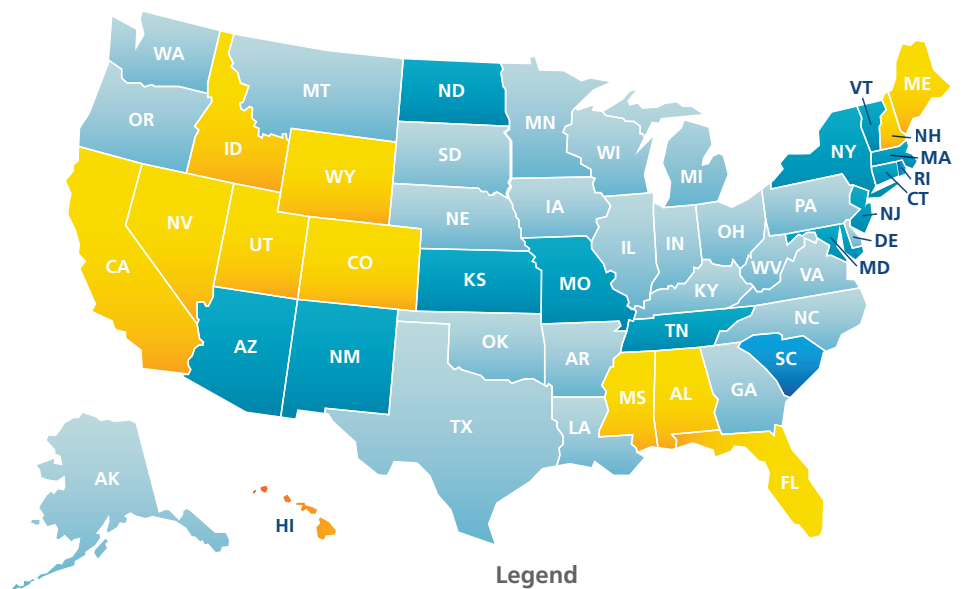 WA
MT
ND
MN
OR
ID
WY
SD
WI
MI
NE
IA
NV
UT
CO
CA
KS
MO
IL
IN
OH
PA
NY
VT
ME
NH
MA
RI
CT
NJ
DE
MD
WV
VA
KY
NC
TN
SC
AZ
NM
OK
AR
MS
AL
GA
TX
LA
FL
AK
HI
Legend